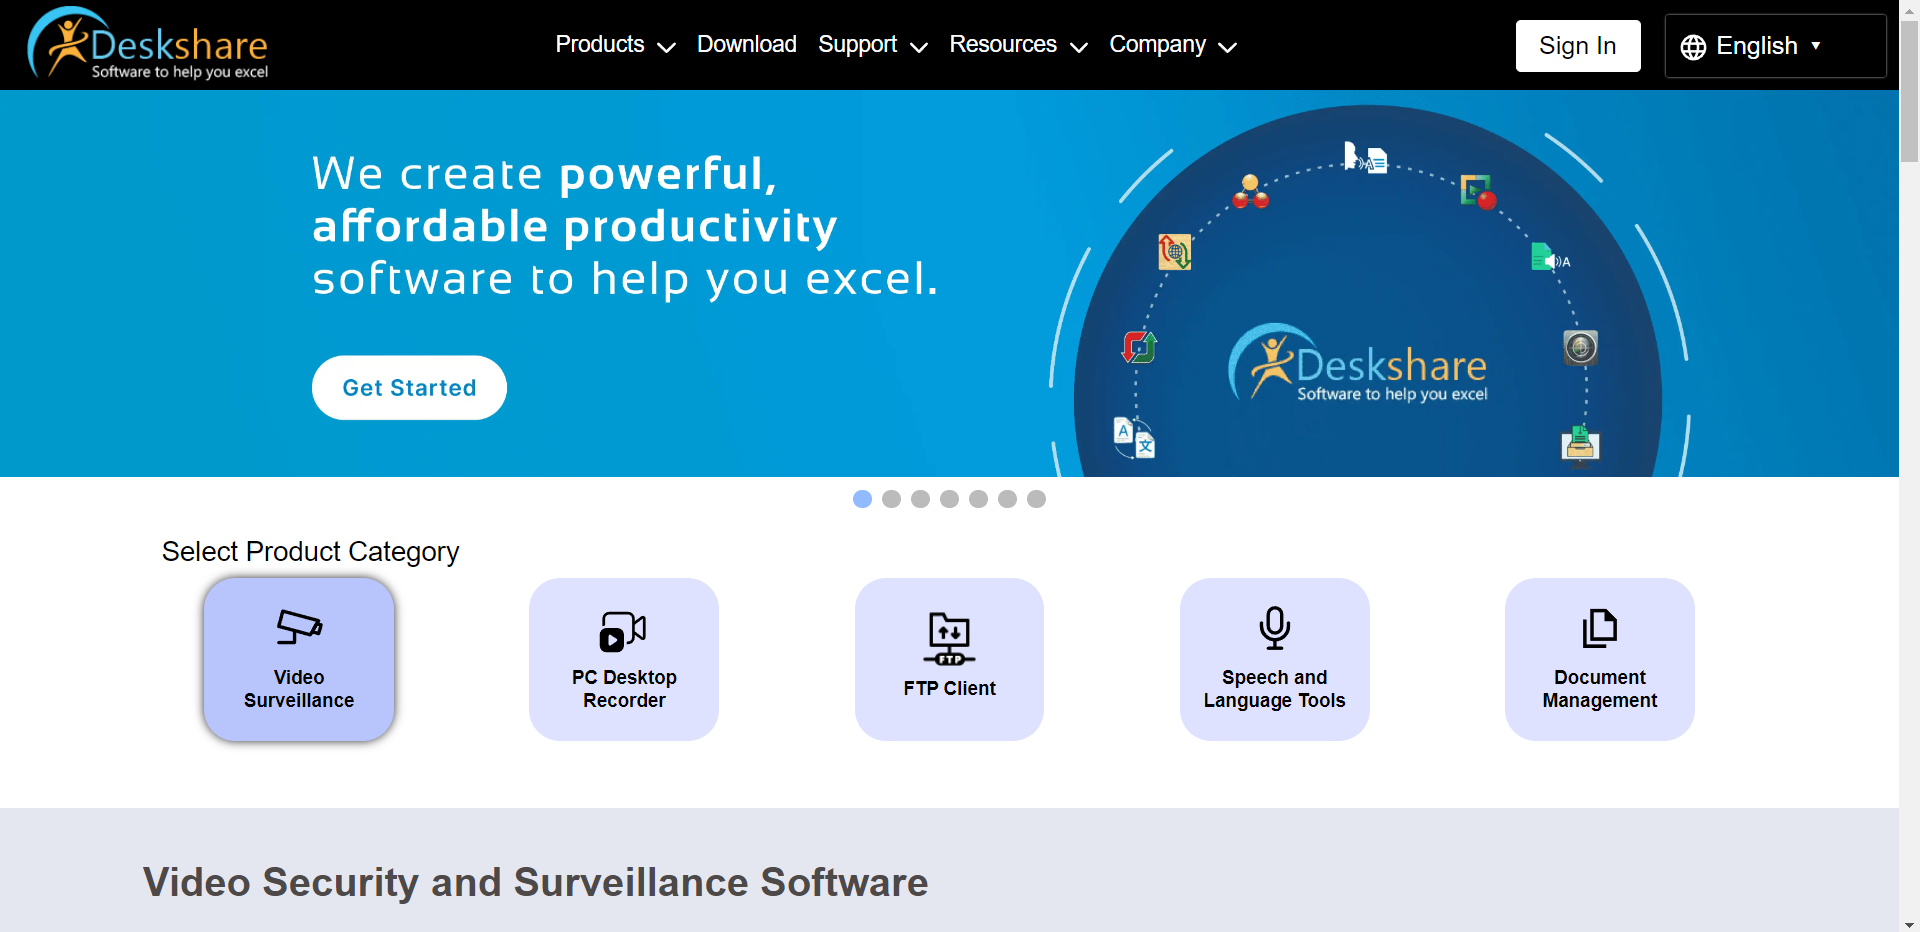 Deskshare
Software to help you excel
Products
Download
Support
Resources
Company
Sign In
English
We create powerful,
affordable productivity
software to help you excel.
Get Started
A
A
A
文
Deskshare
Software to help you excel
Select Product Category
Video
Surveillance
PC Desktop
Recorder
FTP
FTP Client
Speech and
Language Tools
Document
Management
Video Security and Surveillance Software